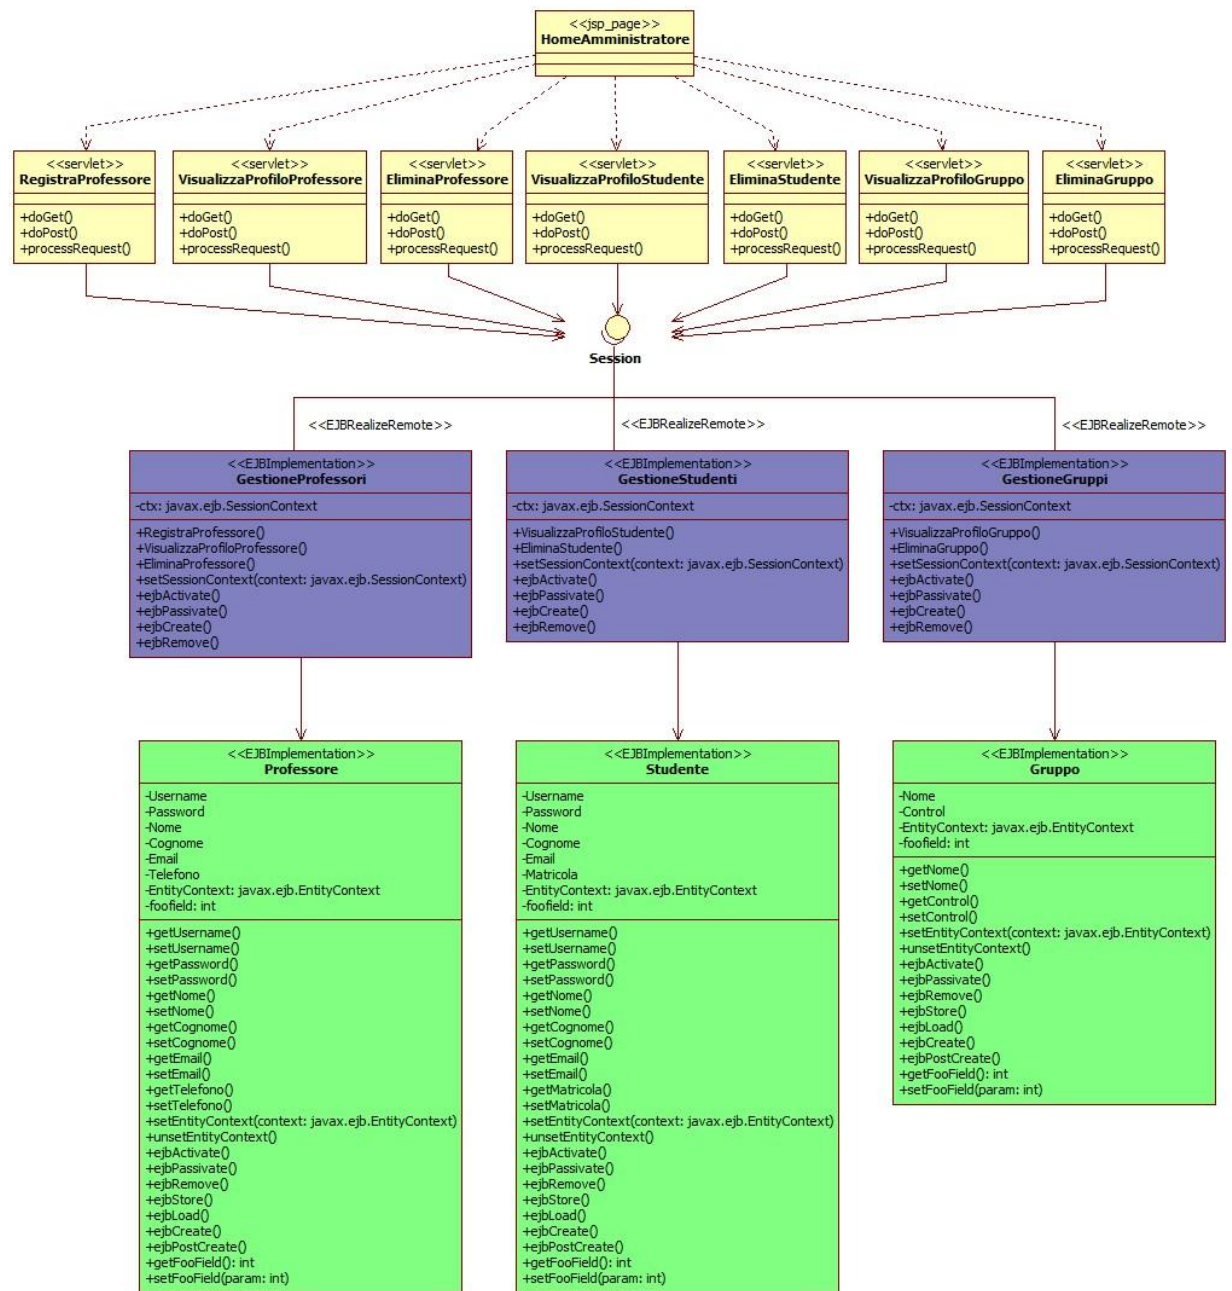 <<jsp_page>>
HomeAmministratore
<<servlet>>
RegistraProfessore
+doGet()
+doPost()
+processRequest()
<<servlet>>
VisualizzaProfiloProfessore
+doGet()
+doPost()
+processRequest()
<<servlet>>
EliminaProfessore
+doGet()
+doPost()
+processRequest()
<<servlet>>
VisualizzaProfiloStudente
+doGet()
+doPost()
+processRequest()
<<servlet>>
EliminaStudente
+doGet()
+doPost()
+processRequest()
<<servlet>>
VisualizzaProfiloGruppo
+doGet()
+doPost()
+processRequest()
<<servlet>>
EliminaGruppo
+doGet()
+doPost()
+processRequest()
Session
<<EJBRealizeRemote>>
<<EJBRealizeRemote>>
<<EJBRealizeRemote>>
<<EJBImplementation>>
GestioneProfessori
-ctx: javax.ejb.SessionContext
+RegistraProfessore()
+VisualizzaProfiloProfessore()
+EliminaProfessore()
+setSessionContext(context: javax.ejb.SessionContext)
+ejbActivate()
+ejbPassivate()
+ejbCreate()
+ejbRemove()
<<EJBImplementation>>
GestioneStudenti
-ctx: javax.ejb.SessionContext
+VisualizzaProfiloStudente()
+EliminaStudente()
+setSessionContext(context: javax.ejb.SessionContext)
+ejbActivate()
+ejbPassivate()
+ejbCreate()
+ejbRemove()
<<EJBImplementation>>
GestioneGruppi
-ctx: javax.ejb.SessionContext
+VisualizzaProfiloGruppo()
+EliminaGruppo()
+setSessionContext(context: javax.ejb.SessionContext)
+ejbActivate()
+ejbPassivate()
+ejbCreate()
+ejbRemove()
<<EJBImplementation>>
Professore
-Username
-Password
-Nome
-Cognome
-Email
-Telefono
-EntityContext: javax.ejb.EntityContext
-foofield: int
+getUsername()
+setUsername()
+getPassword()
+setPassword()
+getNome()
+setNome()
+getCognome()
+setCognome()
+getEmail()
+setEmail()
+getTelefono()
+setTelefono()
+setEntityContext(context: javax.ejb.EntityContext)
+unsetEntityContext()
+ejbActivate()
+ejbPassivate()
+ejbRemove()
+ejbStore()
+ejbLoad()
+ejbCreate()
+ejbPostCreate()
+getFooField(): int
+setFooField(param: int)
<<EJBImplementation>>
Studente
-Username
-Password
-Nome
-Cognome
-Email
-Matricola
-EntityContext: javax.ejb.EntityContext
-foofield: int
+getUsername()
+setUsername()
+getPassword()
+setPassword()
+getNome()
+setNome()
+getCognome()
+setCognome()
+getEmail()
+setEmail()
+getMatricola()
+setMatricola()
+setEntityContext(context: javax.ejb.EntityContext)
+unsetEntityContext()
+ejbActivate()
+ejbPassivate()
+ejbRemove()
+ejbStore()
+ejbLoad()
+ejbCreate()
+ejbPostCreate()
+getFooField(): int
+setFooField(param: int)
<<EJBImplementation>>
Gruppo
-Nome
-Control
-EntityContext: javax.ejb.EntityContext
-foofield: int
+getNome()
+setNome()
+getControl()
+setControl()
+setEntityContext(context: javax.ejb.EntityContext)
+unsetEntityContext()
+ejbActivate()
+ejbPassivate()
+ejbRemove()
+ejbStore()
+ejbLoad()
+ejbCreate()
+ejbPostCreate()
+getFooField(): int
+setFooField(param: int)